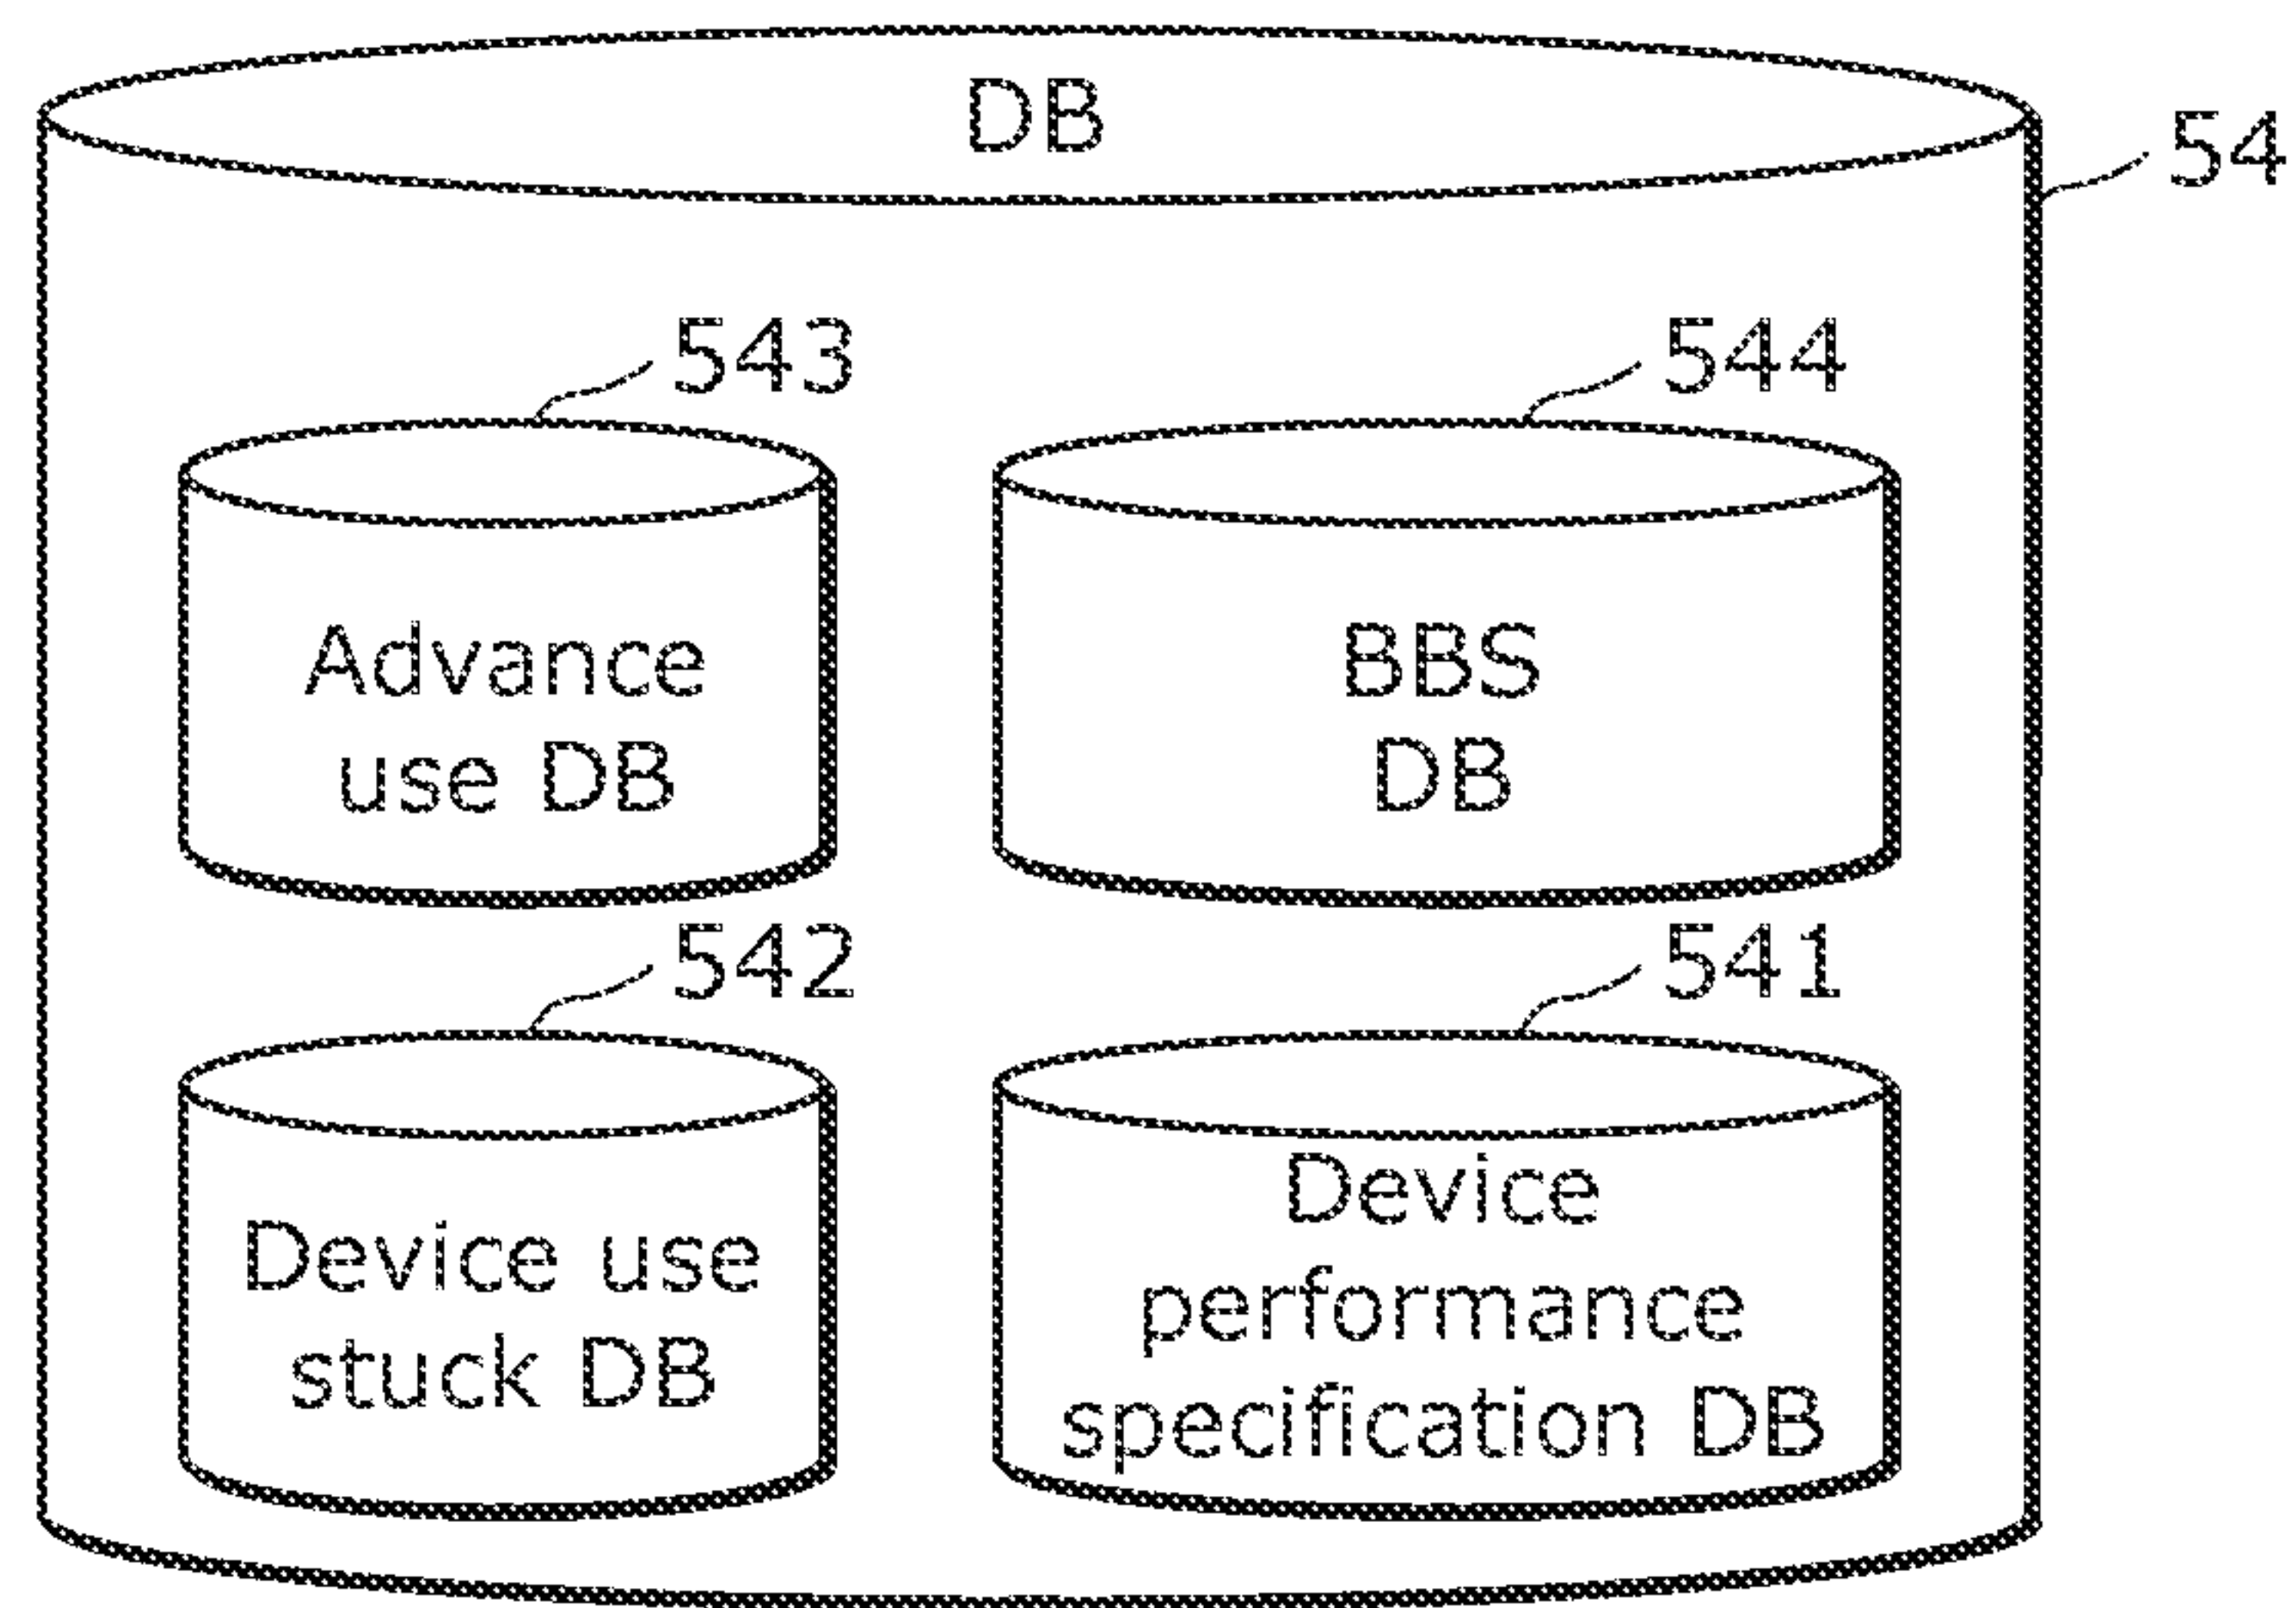 DB
54
543
544
Advance
use DB
BBS
DB
542
541
Device use
stuck DB
Device
performance
specification DB